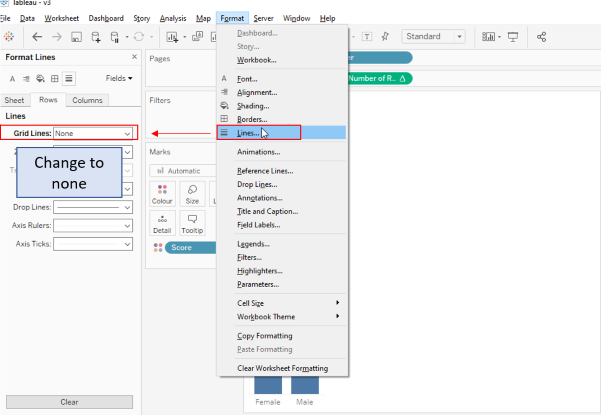 Tableau - v3
File Data Worksheet Dashboard Story Analysis Map Format Server Window Help
Standard
Format Lines
Fields
Sheet Rows Columns
Lines
Grid Lines: None
Change to
none
Drop Lines:
Axis Rulers:
Axis Ticks:
Clear
Pages
Filters
Marks
Automatic
Colour Size
Detail Tooltip
Score
Dashboard...
Story...
Workbook...
Font...
Alignment...
Shading...
Borders...
Lines...
Animations...
Reference Lines...
Drop Lines...
Annotations...
Title and Caption...
Field Labels...
Legends...
Filters...
Highlighters...
Parameters...
Cell Size
Workbook Theme
Copy Formatting
Paste Formatting
Clear Worksheet Formatting
Number of R..
Female Male